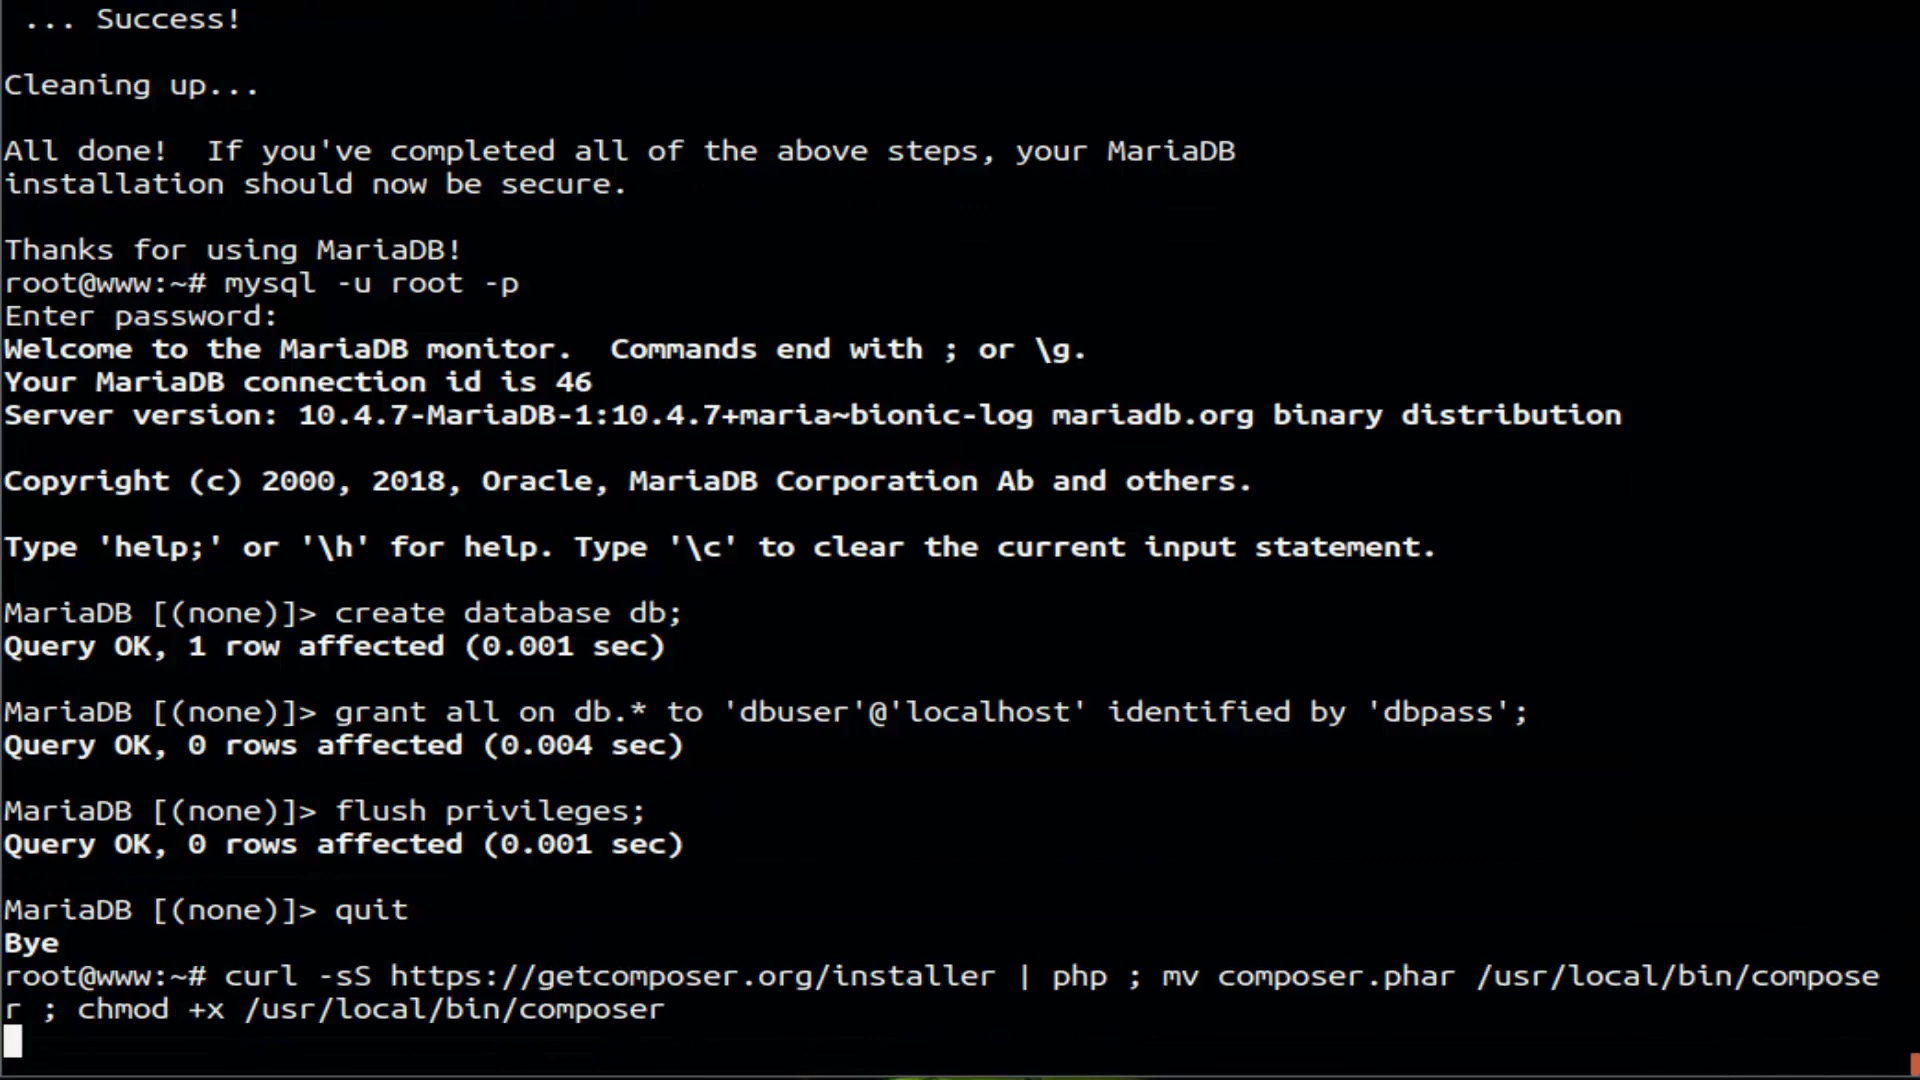 ... Success!
Cleaning up...
All done!  If you've completed all of the above steps, your MariaDB
installation should now be secure.
Thanks for using MariaDB!
root@www:~# mysql -u root -p
Enter password:
Welcome to the MariaDB monitor.  Commands end with ; or \g.
Your MariaDB connection id is 46
Server version: 10.4.7-MariaDB-1:10.4.7+maria~bionic-log mariadb.org binary distribution
Copyright (c) 2000, 2018, Oracle, MariaDB Corporation Ab and others.
Type 'help;' or '\h' for help. Type '\c' to clear the current input statement.
MariaDB [(none)]> create database db;
Query OK, 1 row affected (0.001 sec)
MariaDB [(none)]> grant all on db.* to 'dbuser'@'localhost' identified by 'dbpass';
Query OK, 0 rows affected (0.004 sec)
MariaDB [(none)]> flush privileges;
Query OK, 0 rows affected (0.001 sec)
MariaDB [(none)]> quit
Bye
root@www:~# curl -sS https://getcomposer.org/installer | php ; mv composer.phar /usr/local/bin/compose
r ; chmod +x /usr/local/bin/composer